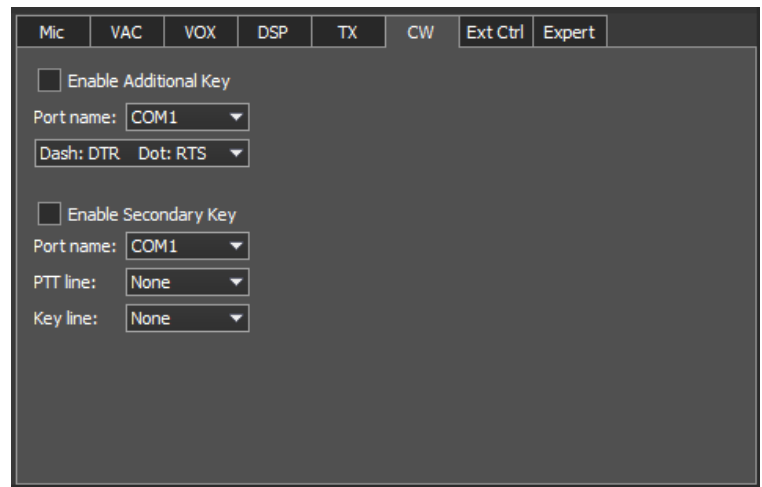 Mic VAC VOX DSP TX CW Ext Ctrl Expert
Enable Additional Key
Port name: COM1
Dash: DTR Dot: RTS
Enable Secondary Key
Port name: COM1
PTT line: None
Key line: None